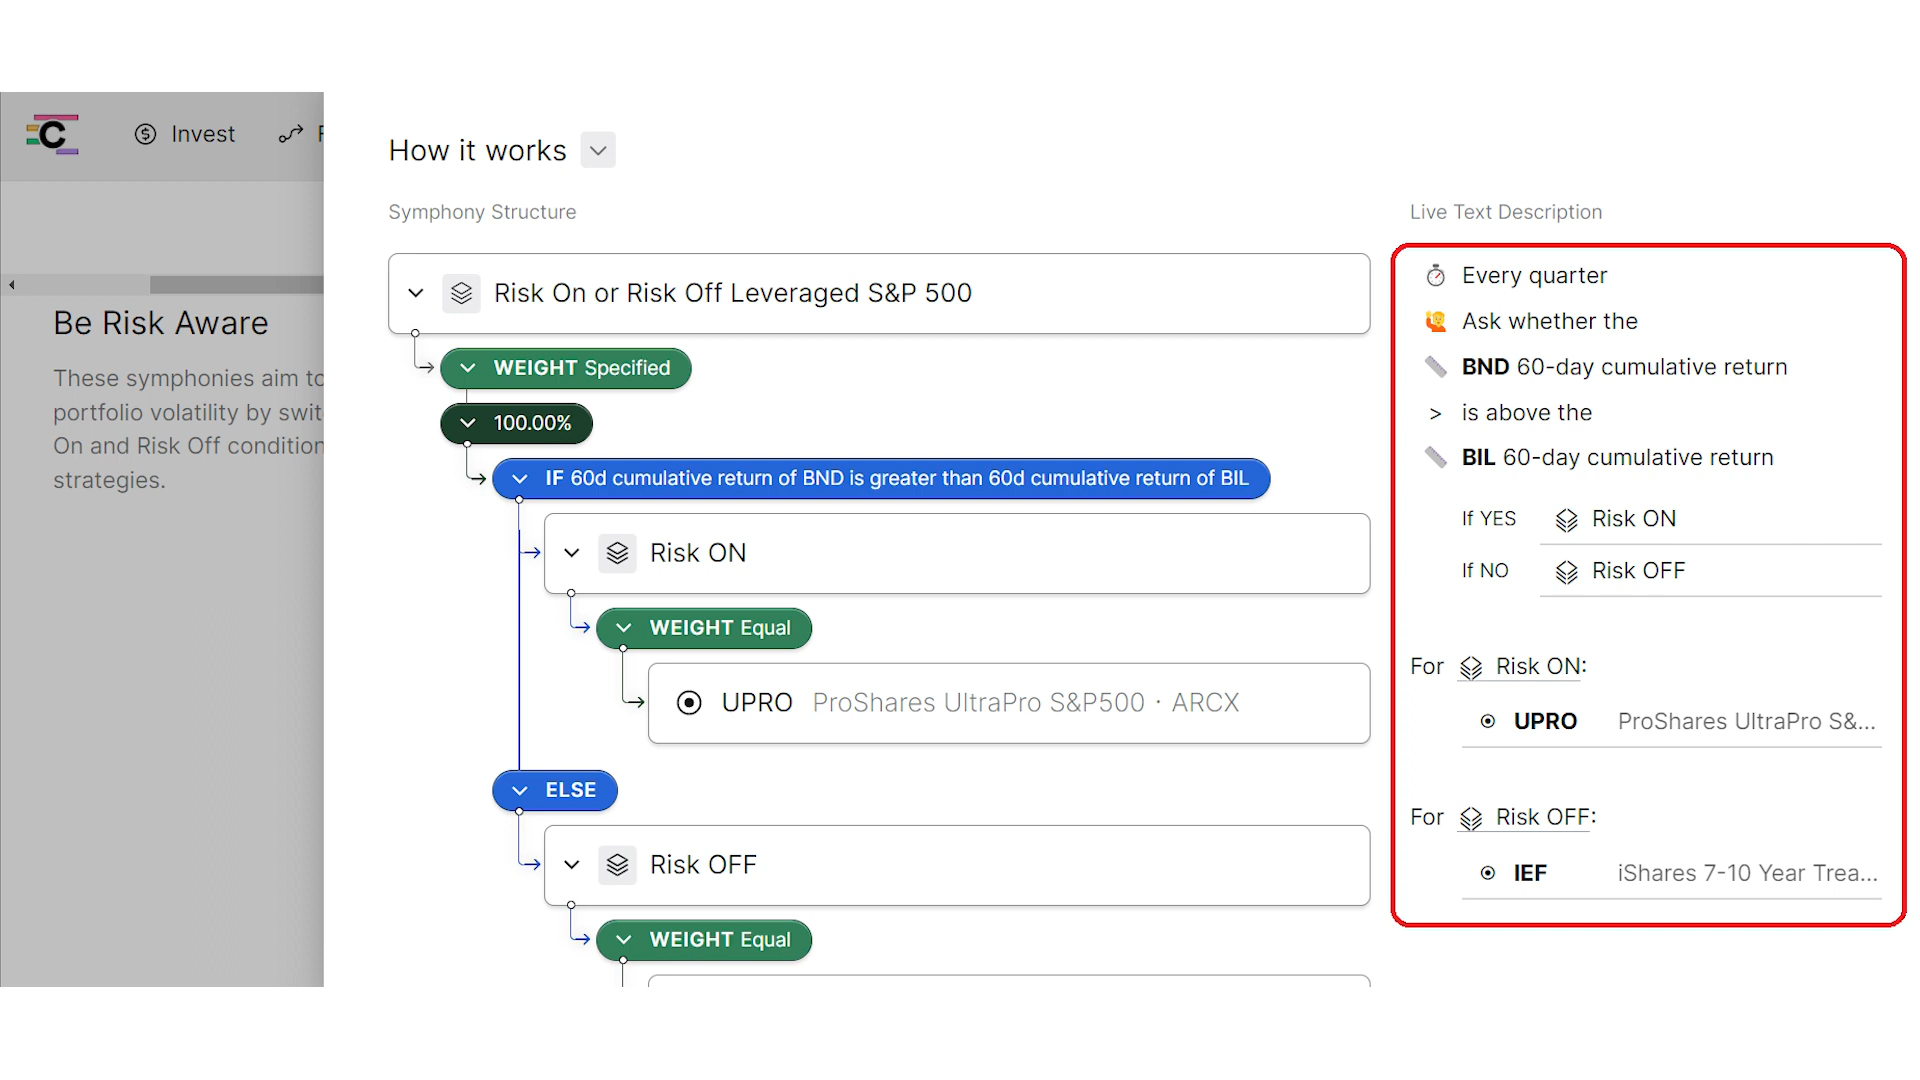 C
Invest
How it works
Symphony Structure
Live Text Description
Be Risk Aware
These symphonies aim to
portfolio volatility by swit
On and Risk Off condition
strategies.
Risk On or Risk Off Leveraged S&P 500
WEIGHT Specified
100.00%
IF 60d cumulative return of BND is greater than 60d cumulative return of BIL
Risk ON
WEIGHT Equal
UPRO ProShares UltraPro S&P500 · ARCX
ELSE
Risk OFF
WEIGHT Equal
Every quarter
Ask whether the
BND 60-day cumulative return
> is above the
BIL 60-day cumulative return
If YES Risk ON
If NO Risk OFF
For Risk ON:
UPRO ProShares UltraPro S&...
For Risk OFF:
IEF iShares 7-10 Year Trea...